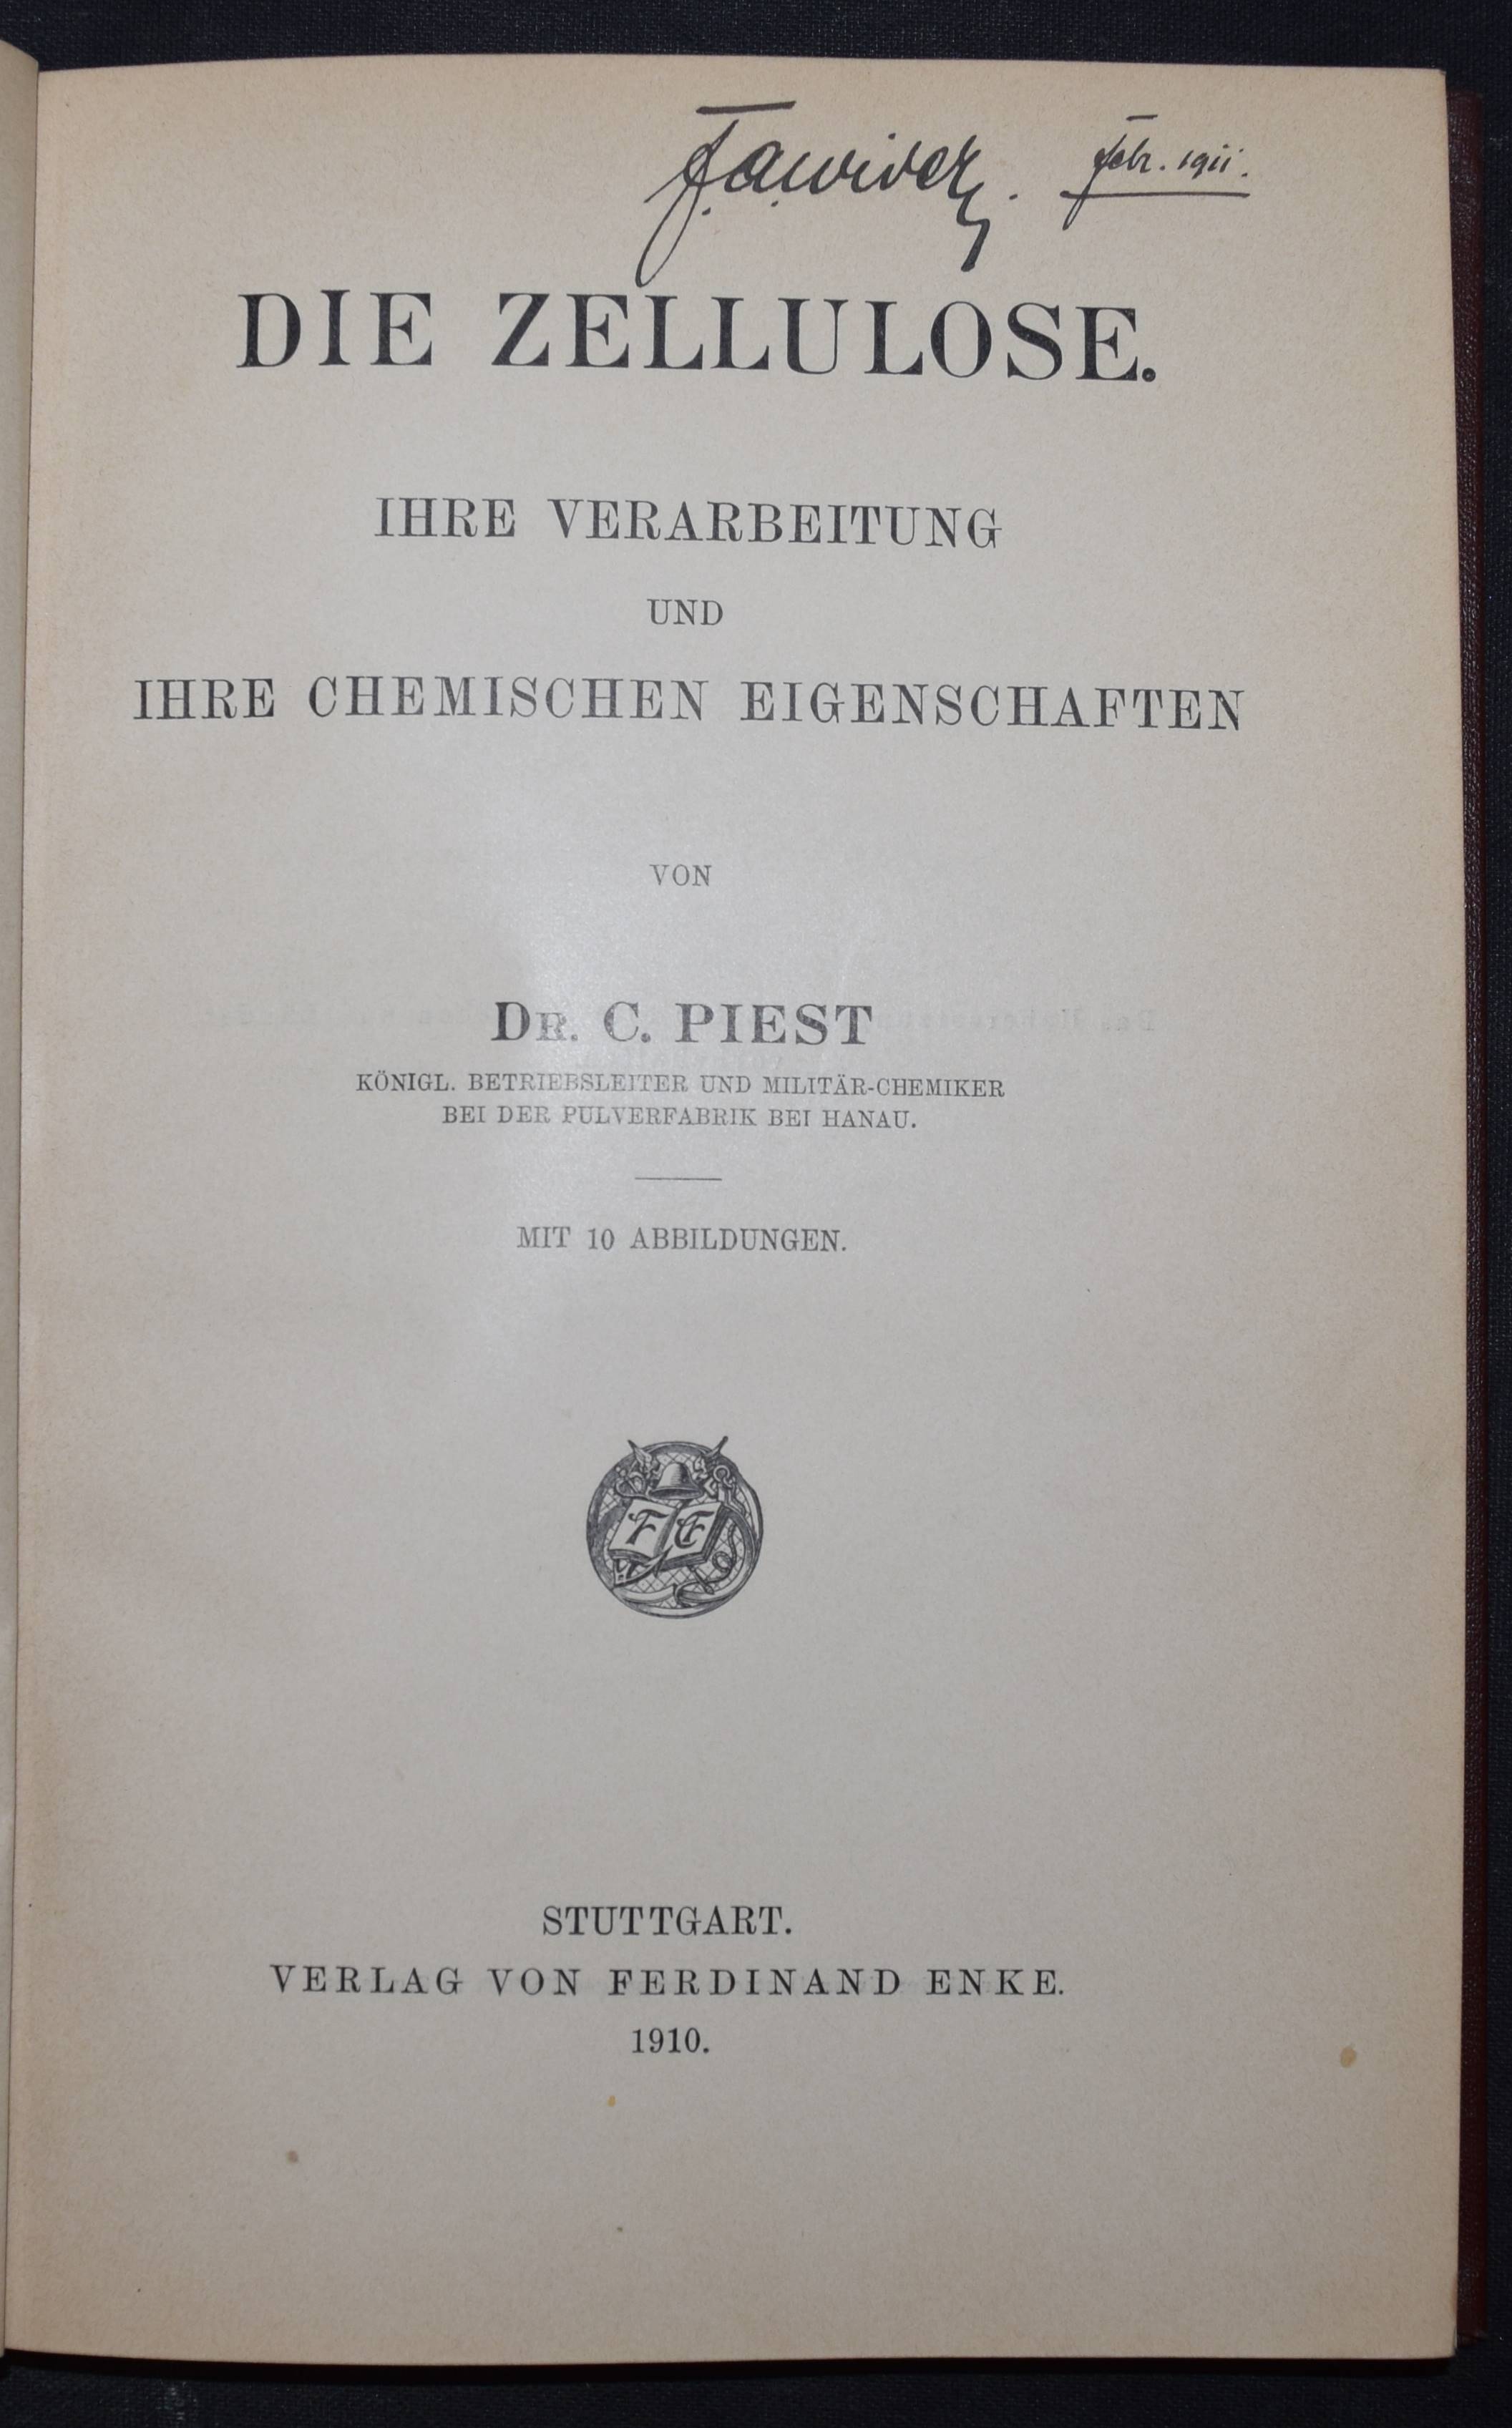 Febr. 1911.
DIE ZELLULOSE.
IHRE VERARBEITUNG
UND
IHRE CHEMISCHEN EIGENSCHAFTEN
VON
DR. C. PIEST
KÖNIGL. BETRIEBSLEITER UND MILITÄR-CHEMIKER
BEI DER PULVERFABRIK BEI HANAU.
MIT 10 ABBILDUNGEN.
F E
STUTTGART.
VERLAG VON FERDINAND ENKE.
1910.